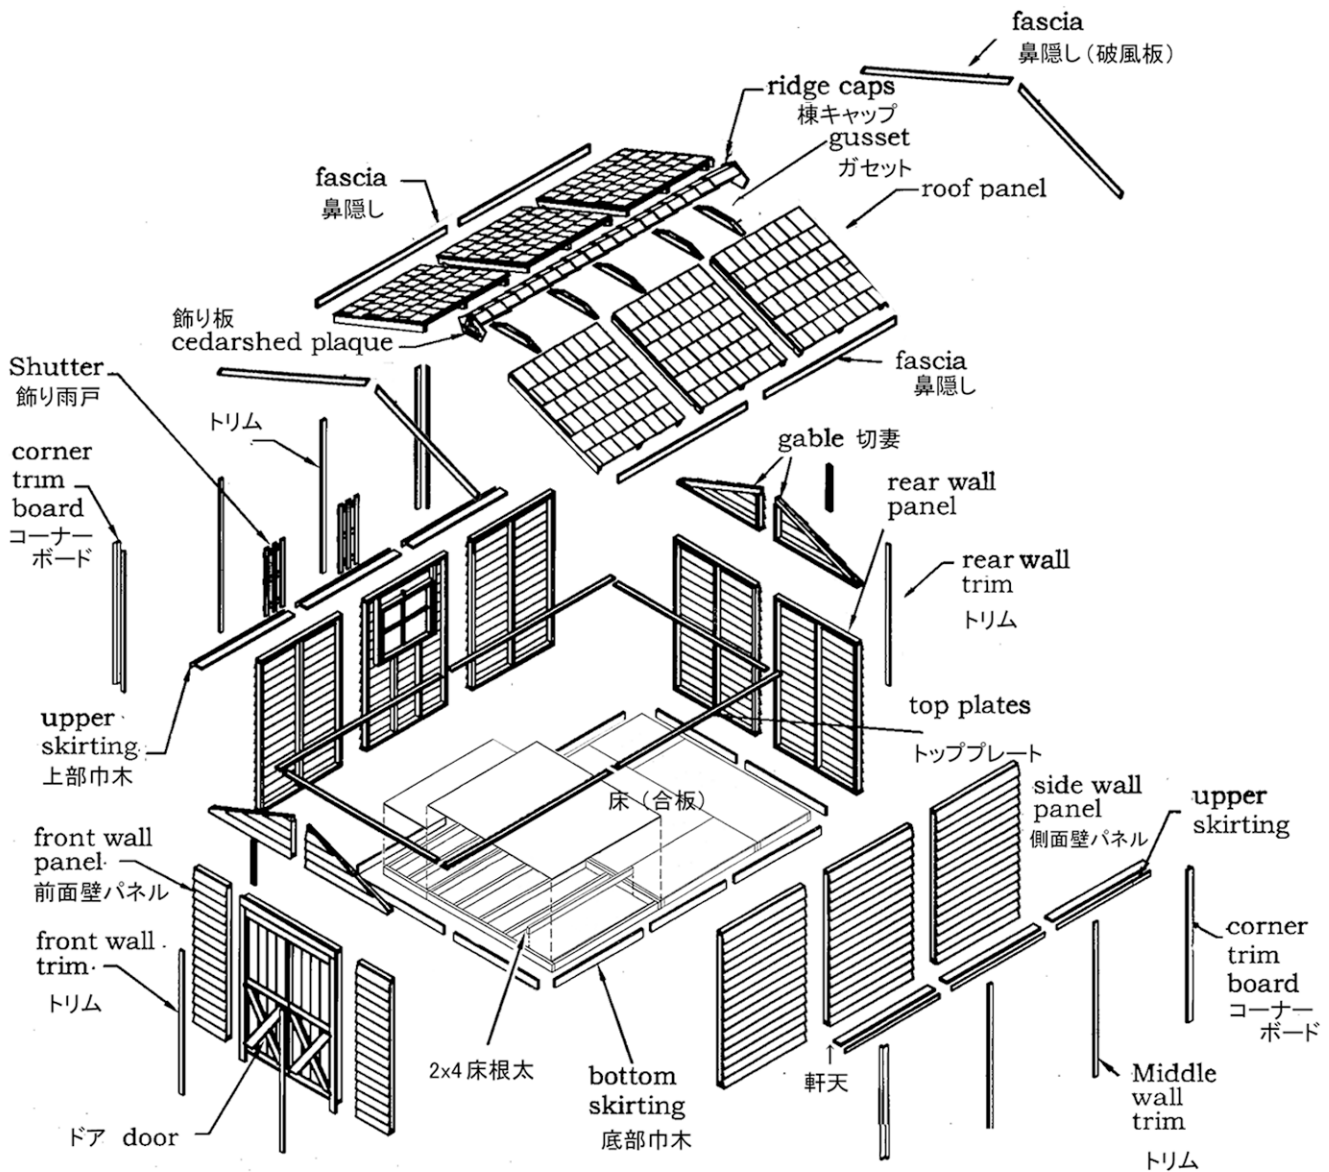 fascia
鼻隠し（破風板）
ridge caps
棟キャップ
gusset
ガセット
roof panel
fascia
鼻隠し
飾り板
cedarshed plaque
fascia
鼻隠し
Shutter
飾り雨戸
トリム
corner
trim
board
コーナー
ボード
gable 切妻
rear wall
panel
rear wall
trim
トリム
upper
skirting
上部巾木
top plates
トッププレート
床（合板）
side wall
panel
側面壁パネル
upper
skirting
front wall
panel
前面壁パネル
front wall
trim
トリム
corner
trim
board
コーナー
ボード
2x4床根太
bottom
skirting
底部巾木
↑
軒天
Middle
wall
trim
トリム
ドア door